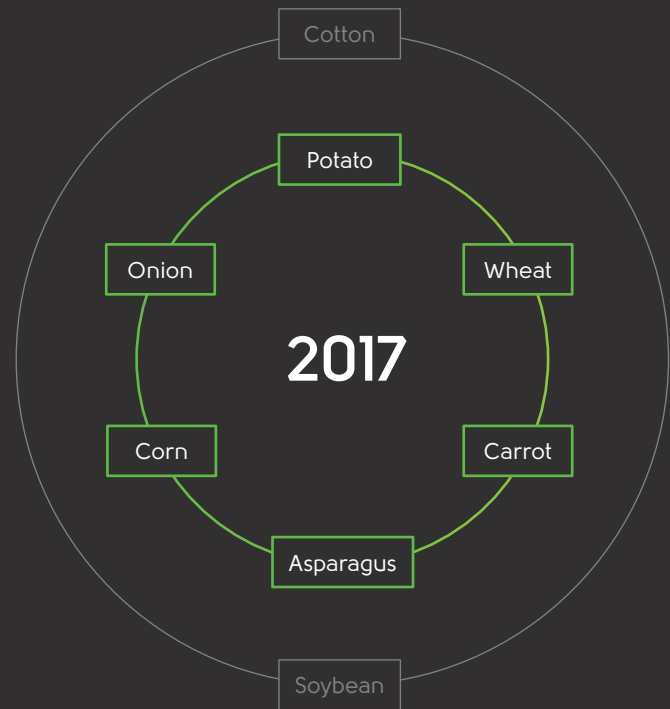 Cotton
Potato
Onion
Wheat
2017
Corn
Carrot
Asparagus
Soybean